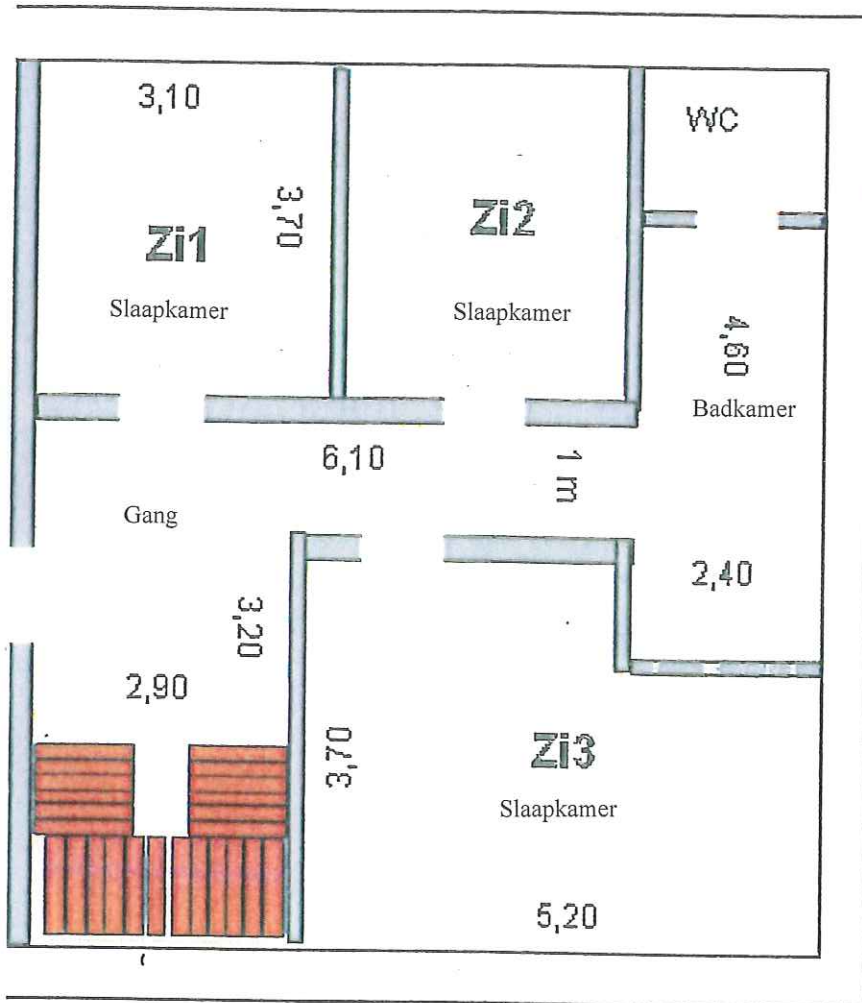 3,10
WC
3,70
Zi1
Zi2
Slaapkamer
Slaapkamer
4,60
Badkamer
6,10
1 m
Gang
2,40
3,20
2,90
3,70
Zi3
Slaapkamer
5,20